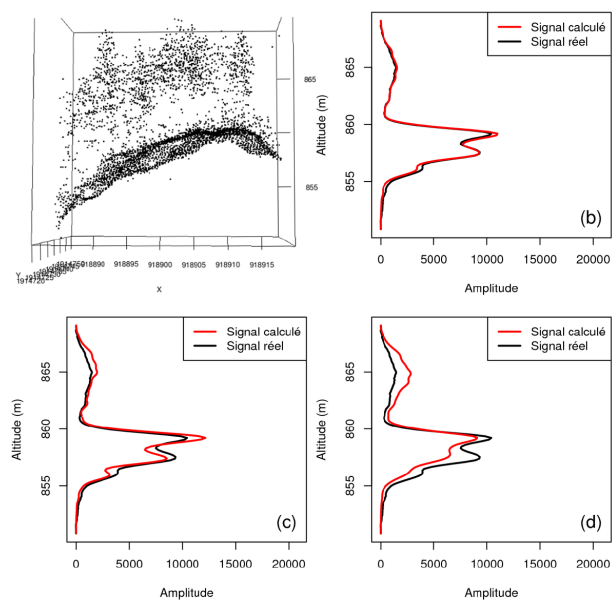 865
855
918890 918895 918900 918905 918910 918915
1914720
Y
X
Signal calculé
Signal réel
Altitude (m)
865
860
855
(b)
0 5000 10000 15000 20000
Amplitude
Signal calculé
Signal réel
Altitude (m)
865
860
855
(c)
0 5000 10000 15000 20000
Amplitude
Signal calculé
Signal réel
Altitude (m)
865
860
855
(d)
0 5000 10000 15000 20000
Amplitude